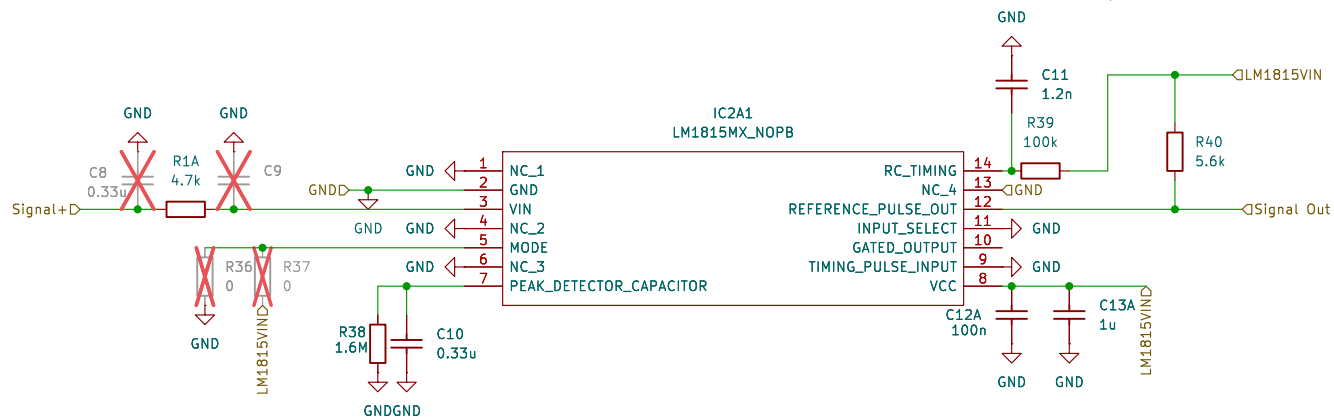 GND
C11
1.2n
LM1815VIN
IC2A1
LM1815MX_NOPB
R39
100k
R40
5.6k
GND
GND
C8
0.33u
R1A
4.7k
C9
GND
1
NC_1
RC_TIMING
14
GND
2
GND
NC_4
13
GND
Signal+
3
VIN
REFERENCE_PULSE_OUT
12
Signal Out
GND
GND
4
NC_2
INPUT_SELECT
11
GND
5
MODE
GATED_OUTPUT
10
R36
0
R37
0
GND
6
NC_3
TIMING_PULSE_INPUT
9
GND
7
PEAK_DETECTOR_CAPACITOR
VCC
8
GND
LM1815VIN
R38
1.6M
C10
0.33u
GND
GND
C12A
100n
C13A
1u
LM1815VIN
GND
GND